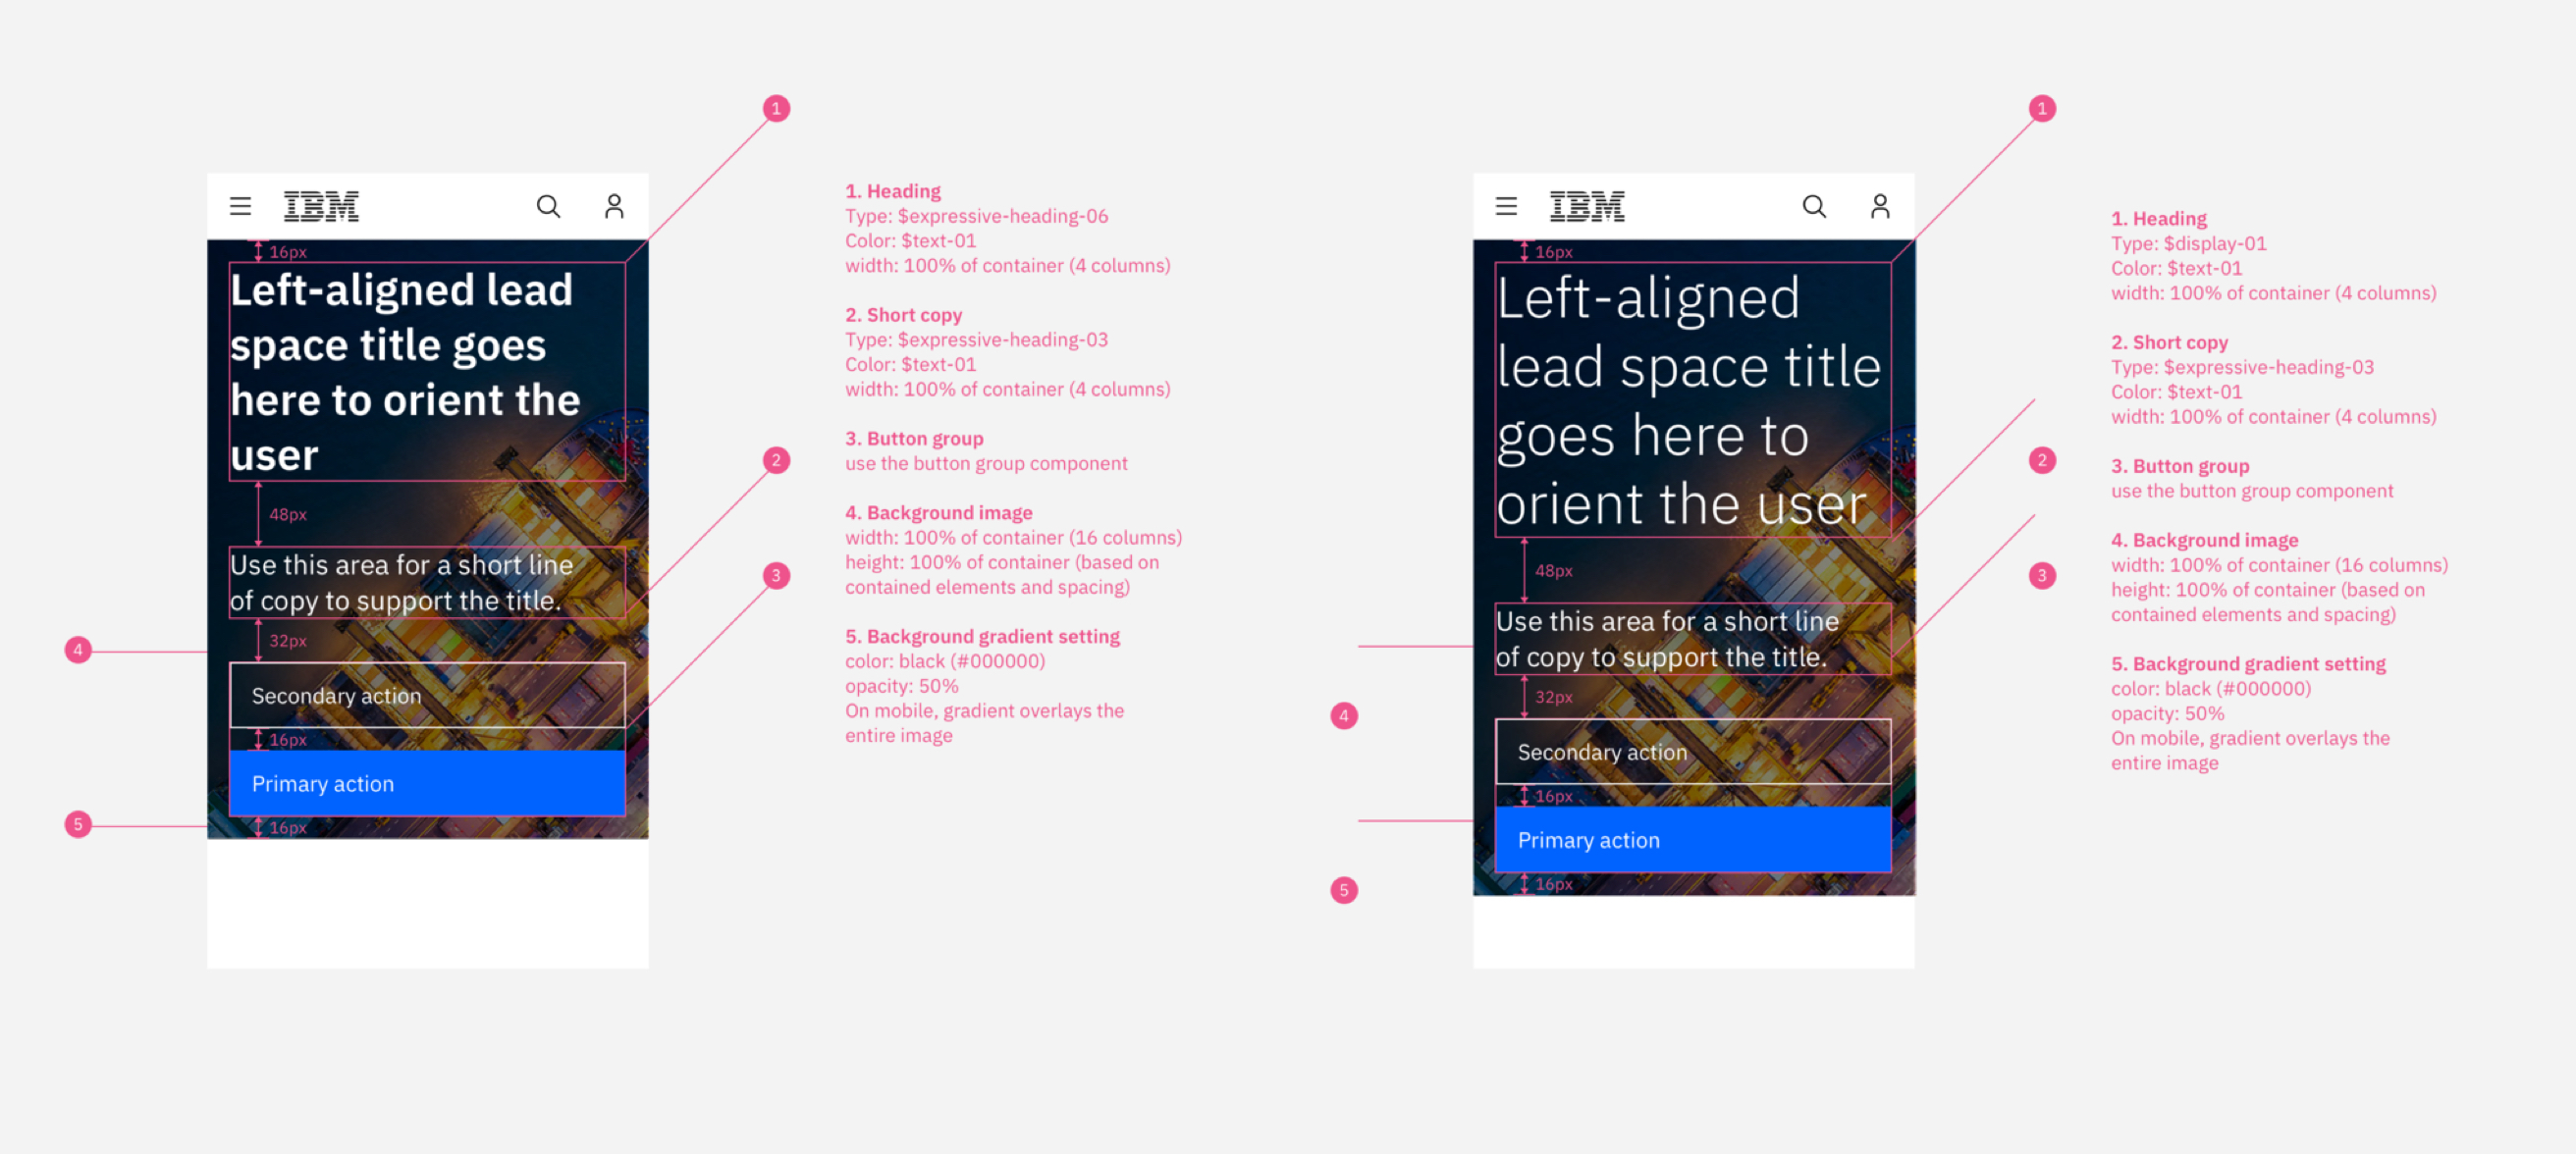 1
IBM
16px
Left-aligned lead
space title goes
here to orient the
user
48px
2
Use this area for a short line
of copy to support the title.
3
32px
4
Secondary action
16px
Primary action
5
16px
1. Heading
Type: $expressive-heading-06
Color: $text-01
width: 100% of container (4 columns)
2. Short copy
Type: $expressive-heading-03
Color: $text-01
width: 100% of container (4 columns)
3. Button group
use the button group component
4. Background image
width: 100% of container (16 columns)
height: 100% of container (based on
contained elements and spacing)
5. Background gradient setting
color: black (#000000)
opacity: 50%
On mobile, gradient overlays the
entire image
1
IBM
16px
Left-aligned
lead space title
goes here to
orient the user
2
48px
3
Use this area for a short line
of copy to support the title.
32px
4
Secondary action
16px
Primary action
5
16px
1. Heading
Type: $display-01
Color: $text-01
width: 100% of container (4 columns)
2. Short copy
Type: $expressive-heading-03
Color: $text-01
width: 100% of container (4 columns)
3. Button group
use the button group component
4. Background image
width: 100% of container (16 columns)
height: 100% of container (based on
contained elements and spacing)
5. Background gradient setting
color: black (#000000)
opacity: 50%
On mobile, gradient overlays the
entire image